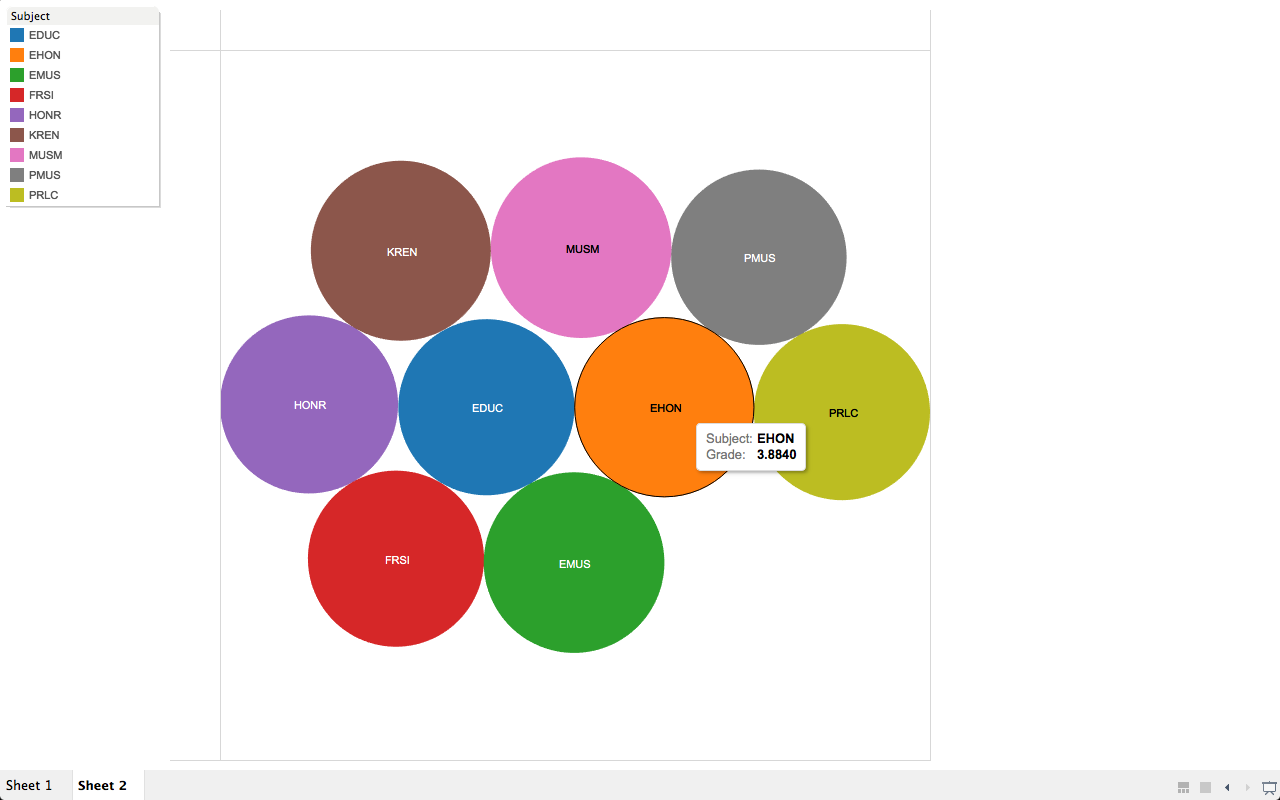 Subject
EDUC
EHON
EMUS
FRSI
HONR
KREN
MUSM
PMUS
PRLC
KREN
MUSM
PMUS
HONR
EDUC
EHON
PRLC
Subject: EHON
Grade: 3.8840
FRSI
EMUS
Sheet 1
Sheet 2